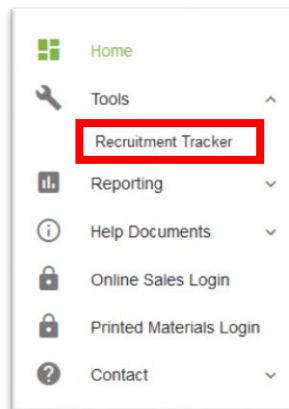 Home
Tools
Recruitment Tracker
Reporting
Help Documents
Online Sales Login
Printed Materials Login
Contact